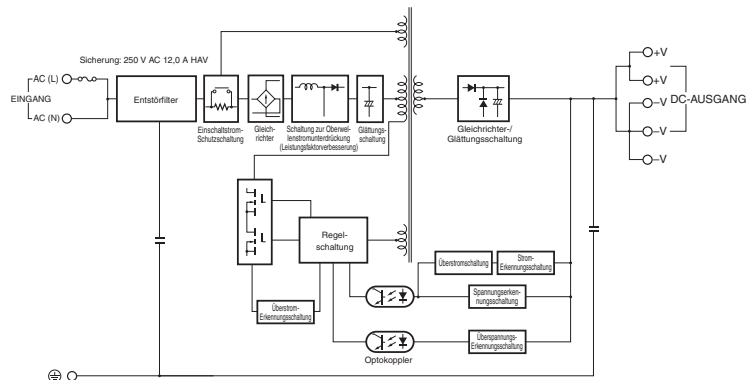 Sicherung: 250 V AC 12,0 A HAV
AC (L)
EINGANG
AC (N)
Entstörfilter
Einschaltstrom-
Schutzschaltung
Gleich-
richter
Schaltung zur Oberwel-
lenstromunterdrückung
(Leistungsfaktorverbesserung)
Glättungs-
schaltung
Gleichrichter-/
Glättungsschaltung
+V
+V
DC-AUSGANG
–V
–V
–V
Regel-
schaltung
Überstrom-
Erkennungsschaltung
Überstromschaltung
Strom-
Erkennungsschaltung
Spannungserken-
nungsschaltung
Überspannungs-
Erkennungsschaltung
Optokoppler